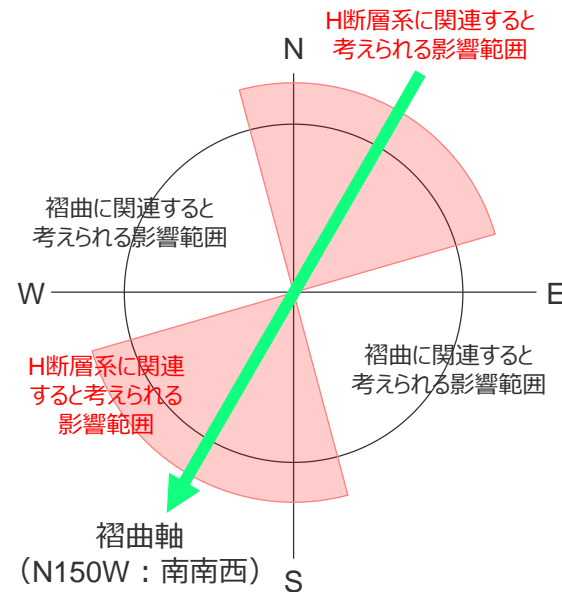 H断層系に関連すると
考えられる影響範囲
N
褶曲に関連すると
考えられる影響範囲
W
E
褶曲に関連すると
考えられる影響範囲
H断層系に関連
すると考えられる
影響範囲
褶曲軸
（N150W：南南西）
S